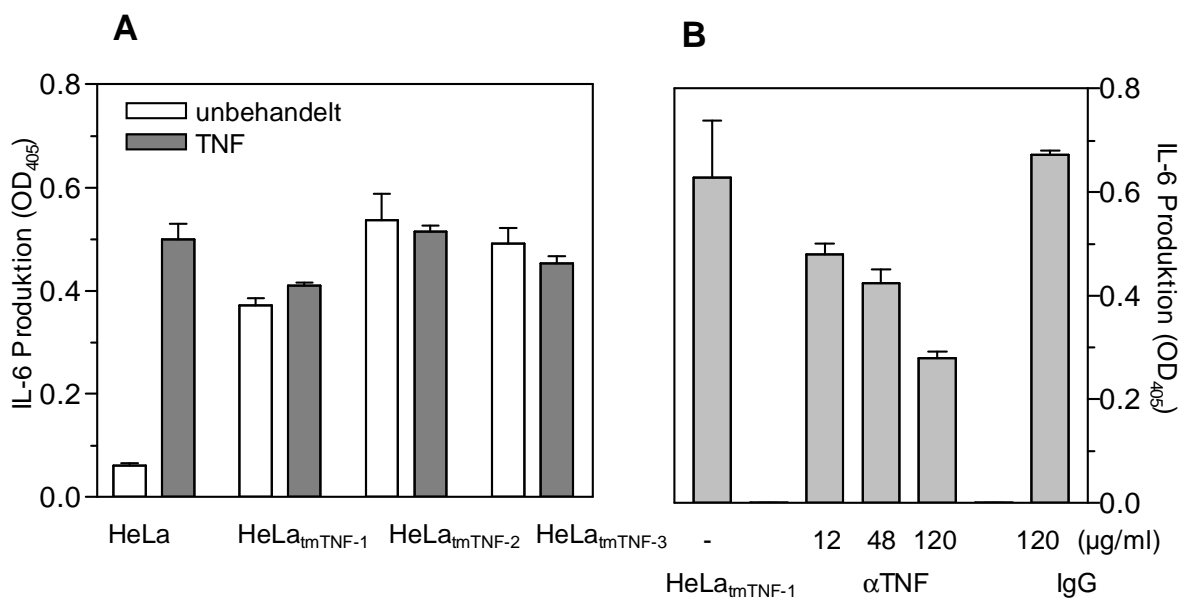 A
B
0.8
0.6
0.4
0.2
0.0
IL-6 Produktion (OD405)
unbehandelt
TNF
HeLa HeLatmTNF-1 HeLatmTNF-2 HeLatmTNF-3
0.8
0.6
0.4
0.2
0.0
IL-6 Produktion (OD405)
- 12 48 120 120 (µg/ml)
HeLatmTNF-1 αTNF IgG